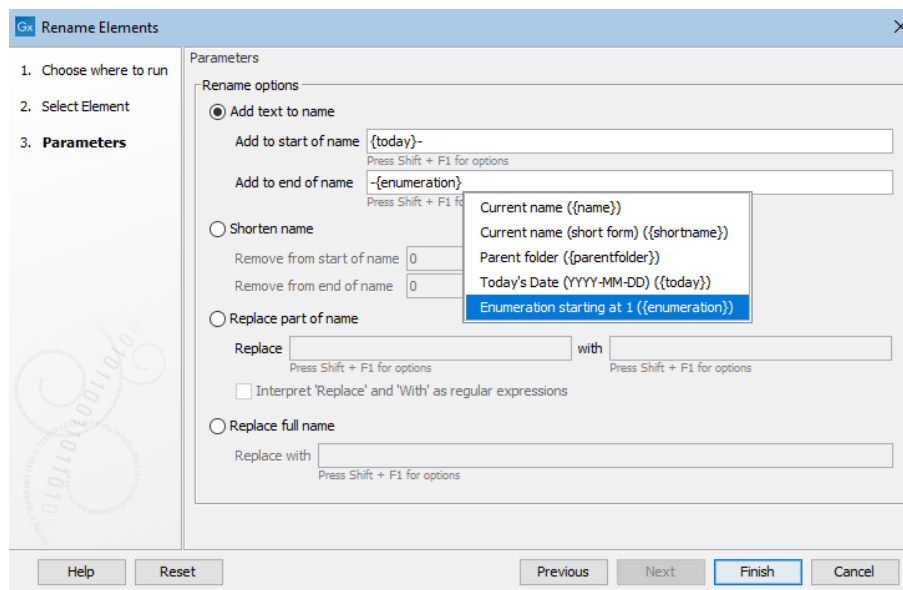 Gx Rename Elements
1. Choose where to run
2. Select Element
3. Parameters
Parameters
Rename options
Add text to name
Add to start of name {today}-
Press Shift + F1 for options
Add to end of name -{enumeration}
Press Shift + F1 fo
Current name ({name})
Current name (short form) ({shortname})
Parent folder ({parentfolder})
Today's Date (YYYY-MM-DD) ({today})
Enumeration starting at 1 ({enumeration})
Shorten name
Remove from start of name 0
Remove from end of name 0
Replace part of name
Replace with
Press Shift + F1 for options Press Shift + F1 for options
Interpret 'Replace' and 'With' as regular expressions
Replace full name
Replace with
Press Shift + F1 for options
Help Reset Previous Next Finish Cancel